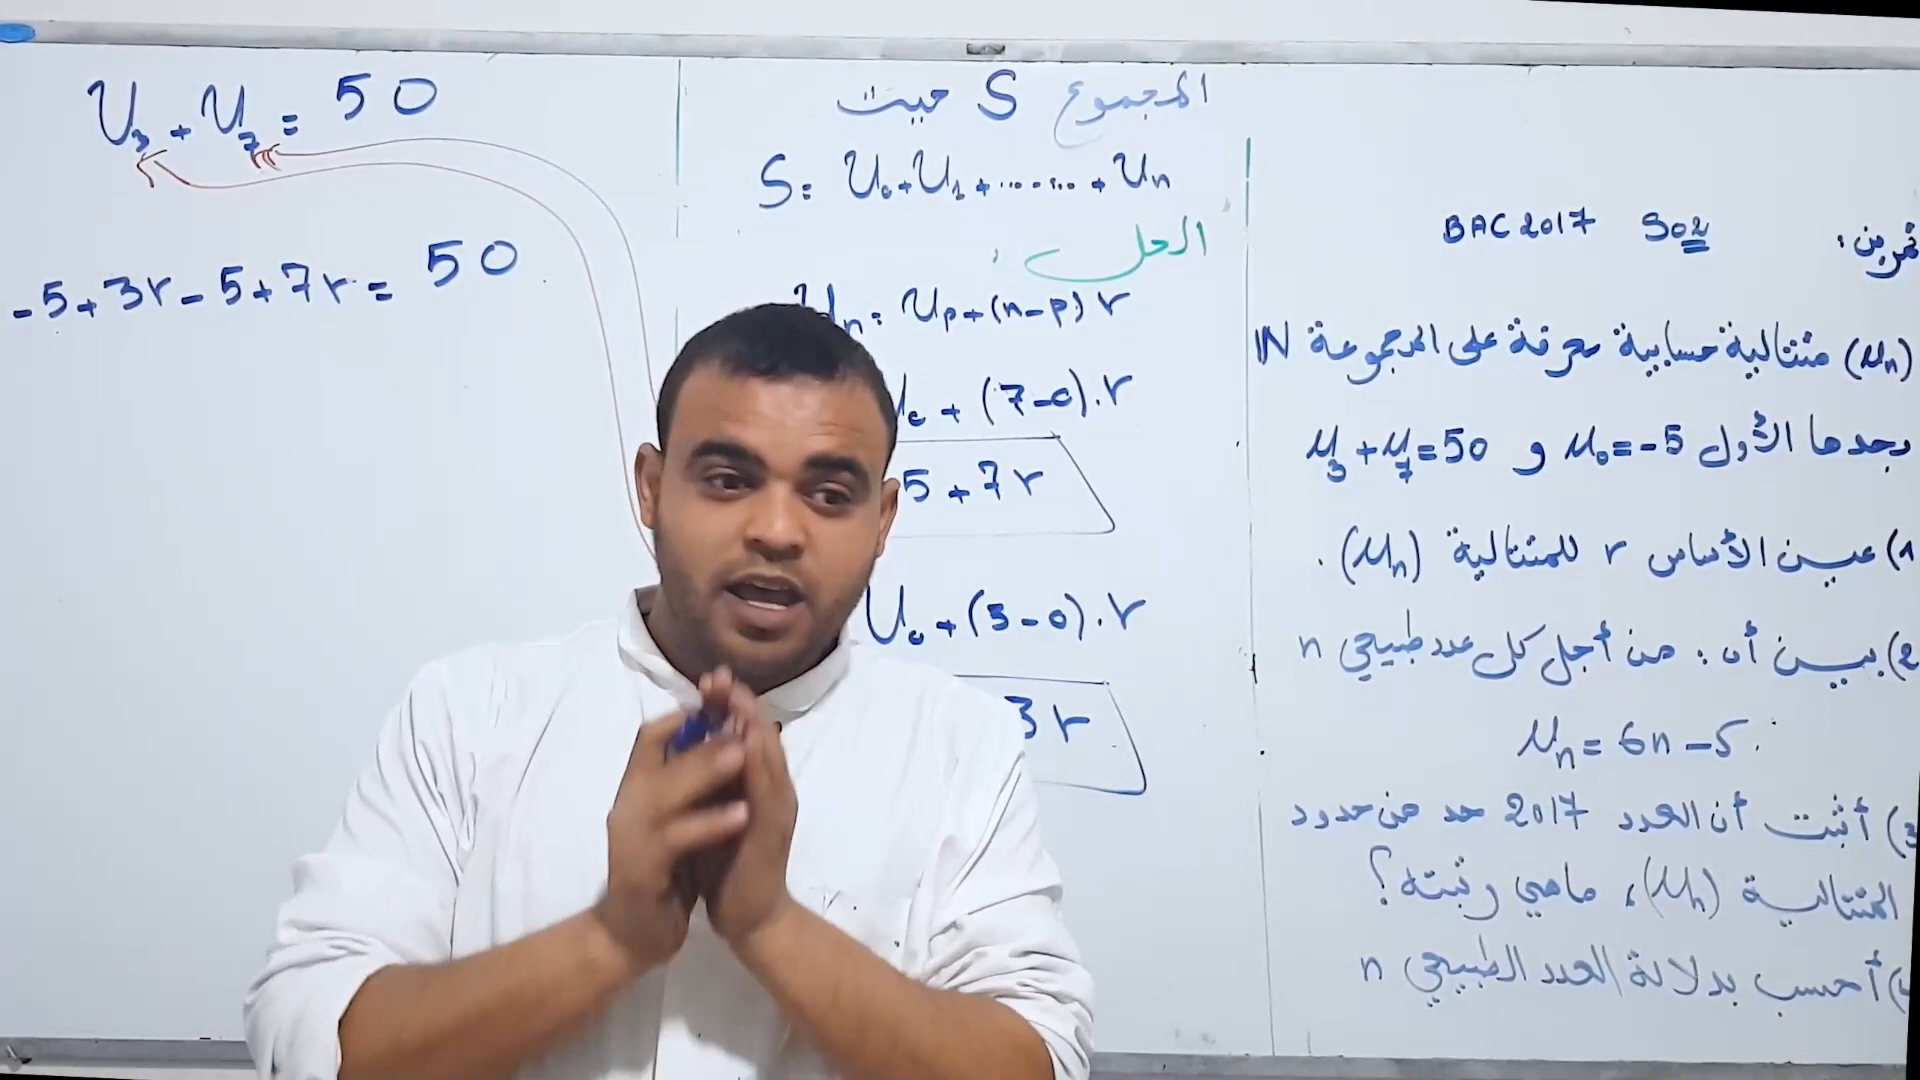 تمرين:
BAC 2017 S02
(Un) متتالية حسابية معرفة على المجموعة IN
بحدها الأول U0=-5 و U3+U7=50
1) عين الأساس r للمتتالية (Un).
2) بين أن: من أجل كل عدد طبيعي n
Un = 6n-5.
3) أثبت أن العدد 2017 حد من حدود
المتتالية (Un)، ماهي رتبته؟
أحسب بدلالة العدد الطبيعي n
المجموع S حيث
S = U0+U1+.......+Un
الحل:
Un = Up+(n-p)r
U0+(7-0).r
5+7r
U0+(3-0).r
3r
U3+U7=50
-5+3r-5+7r=50